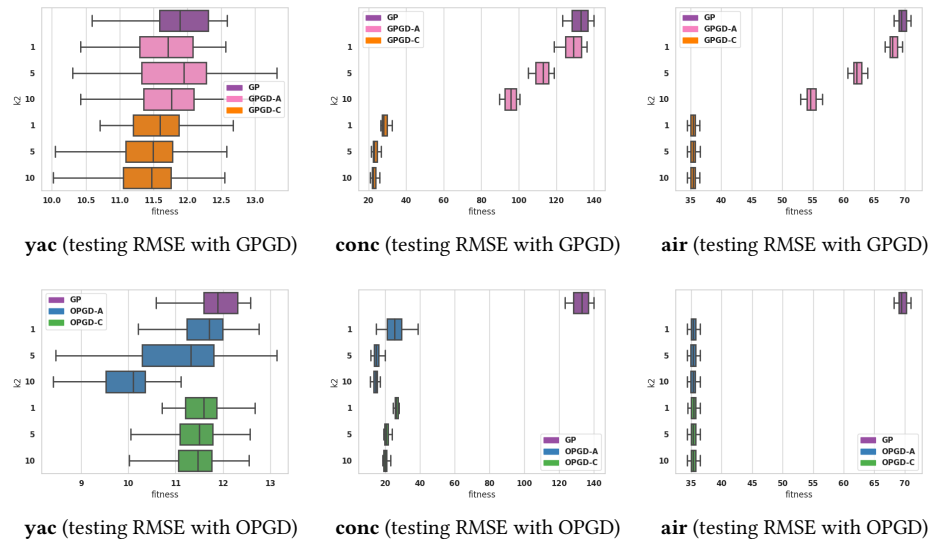 GP
GPGD-A
GPGD-C
k2
1
5
10
1
5
10
10.0 10.5 11.0 11.5 12.0 12.5 13.0
fitness
yac (testing RMSE with GPGD)
GP
GPGD-A
GPGD-C
k2
1
5
10
1
5
10
20 40 60 80 100 120 140
fitness
conc (testing RMSE with GPGD)
GP
GPGD-A
GPGD-C
k2
1
5
10
1
5
10
35 40 45 50 55 60 65 70
fitness
air (testing RMSE with GPGD)
GP
OPGD-A
OPGD-C
k2
1
5
10
1
5
10
9 10 11 12 13
fitness
yac (testing RMSE with OPGD)
GP
OPGD-A
OPGD-C
k2
1
5
10
1
5
10
20 40 60 80 100 120 140
fitness
conc (testing RMSE with OPGD)
GP
OPGD-A
OPGD-C
k2
1
5
10
1
5
10
35 40 45 50 55 60 65 70
fitness
air (testing RMSE with OPGD)